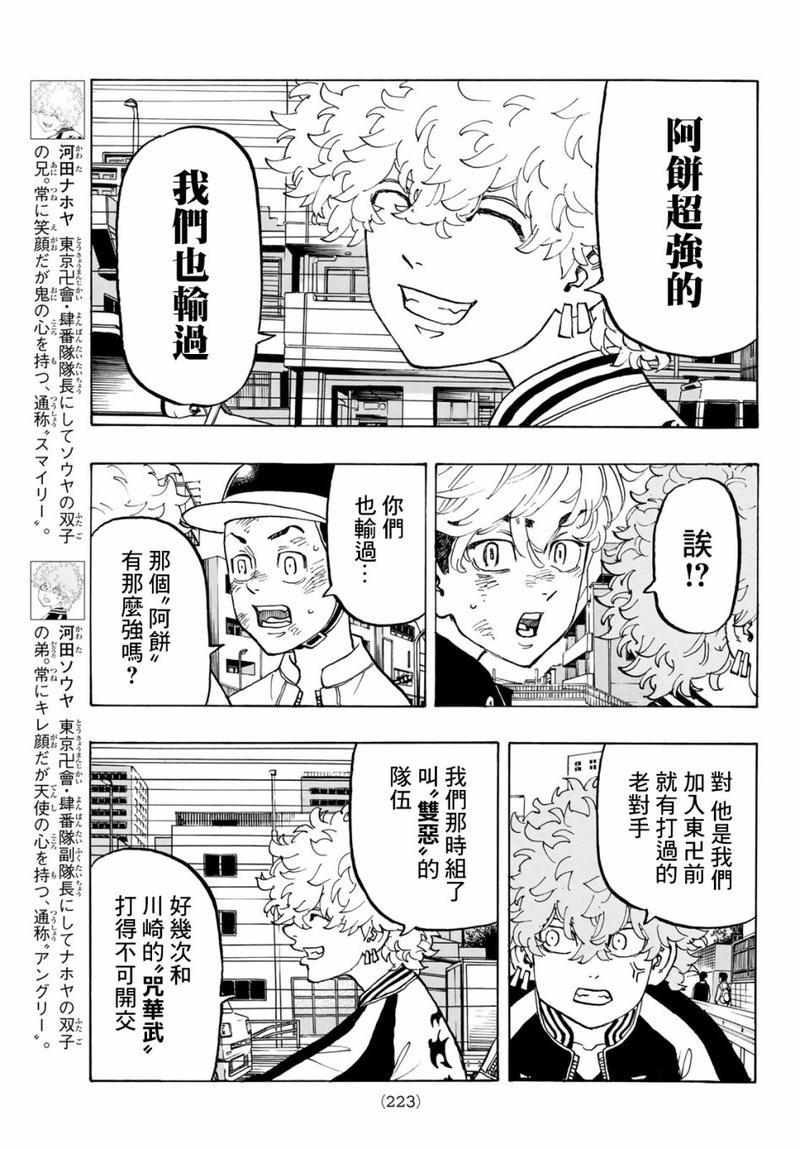 阿餅超強的
我們也輸過
誒!?
你們
也輸過…
那個"阿餅"
有那麼強嗎?
對 他是我們
加入東卍前
就有打過的
老對手
我們那時組了
叫"雙惡"的
隊伍
好幾次和
川崎的"咒華武"
打得不可開交
河田ナホヤ 東京卍會・肆番隊隊長にしてソウヤの双子
の兄。常に笑顔だが鬼の心を持つ、通称"スマイリー"。
河田ソウヤ 東京卍會・肆番隊副隊長にしてナホヤの双子
の弟。常にキレ顔だが天使の心を持つ、通称"アングリー"。
(223)